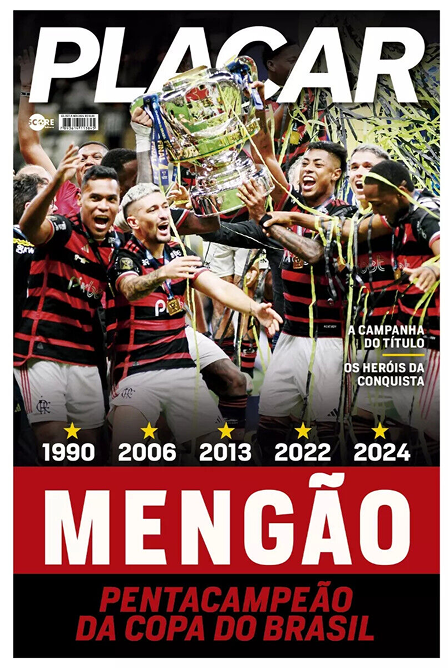 PLACAR
SCORE
A CAMPANHA
DO TÍTULO
OS HERÓIS DA
CONQUISTA
1990 2006 2013 2022 2024
MENGÃO
PENTACAMPEÃO
DA COPA DO BRASIL